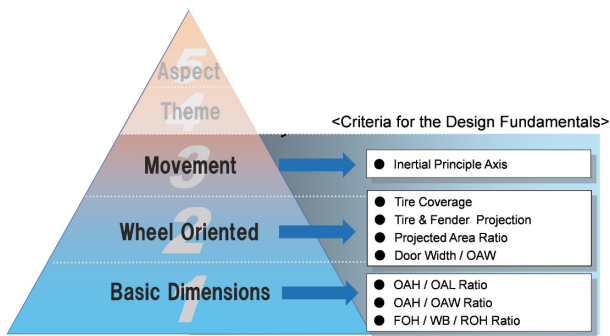 5
Aspect
4
Theme
<Criteria for the Design Fundamentals>
3
Movement
● Inertial Principle Axis
2
Wheel Oriented
● Tire Coverage
● Tire & Fender Projection
● Projected Area Ratio
● Door Width / OAW
1
Basic Dimensions
● OAH / OAL Ratio
● OAH / OAW Ratio
● FOH / WB / ROH Ratio